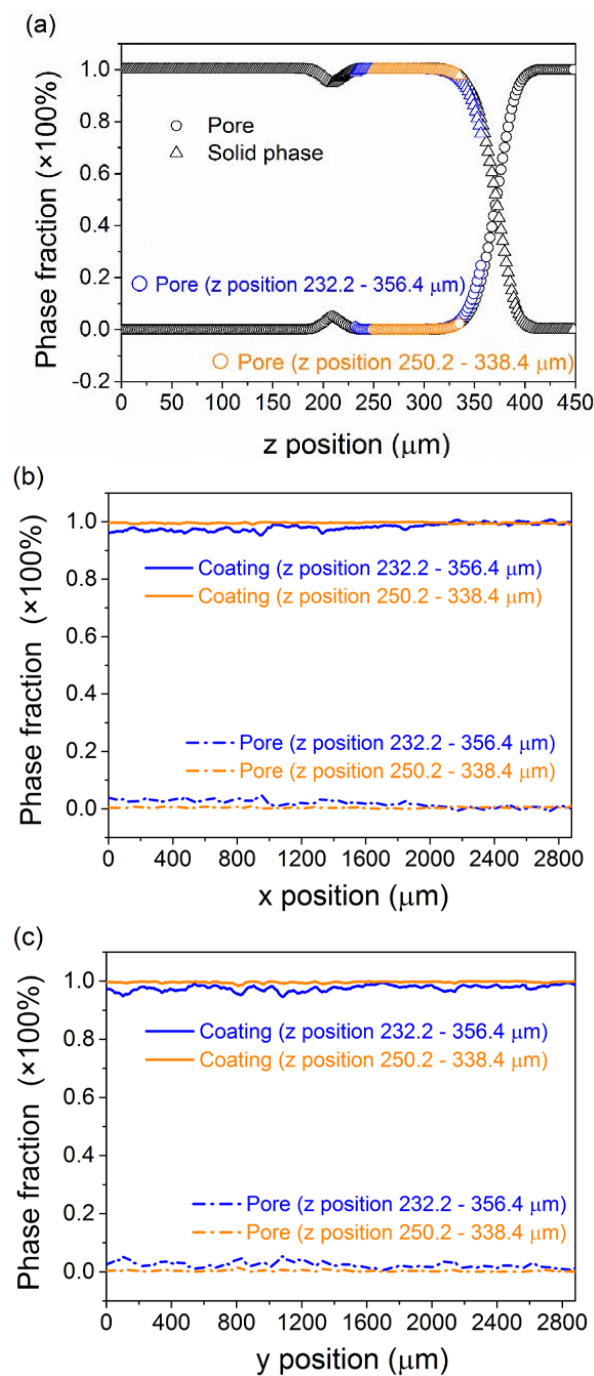 (a)
Phase fraction (×100%)
1.0
0.8
0.6
0.4
0.2
0.0
-0.2
Pore
Solid phase
Pore (z position 232.2 - 356.4 μm)
Pore (z position 250.2 - 338.4 μm)
0 50 100 150 200 250 300 350 400 450
z position (μm)
(b)
Phase fraction (×100%)
1.0
0.8
0.6
0.4
0.2
0.0
Coating (z position 232.2 - 356.4 μm)
Coating (z position 250.2 - 338.4 μm)
Pore (z position 232.2 - 356.4 μm)
Pore (z position 250.2 - 338.4 μm)
0 400 800 1200 1600 2000 2400 2800
x position (μm)
(c)
Phase fraction (×100%)
1.0
0.8
0.6
0.4
0.2
0.0
Coating (z position 232.2 - 356.4 μm)
Coating (z position 250.2 - 338.4 μm)
Pore (z position 232.2 - 356.4 μm)
Pore (z position 250.2 - 338.4 μm)
0 400 800 1200 1600 2000 2400 2800
y position (μm)